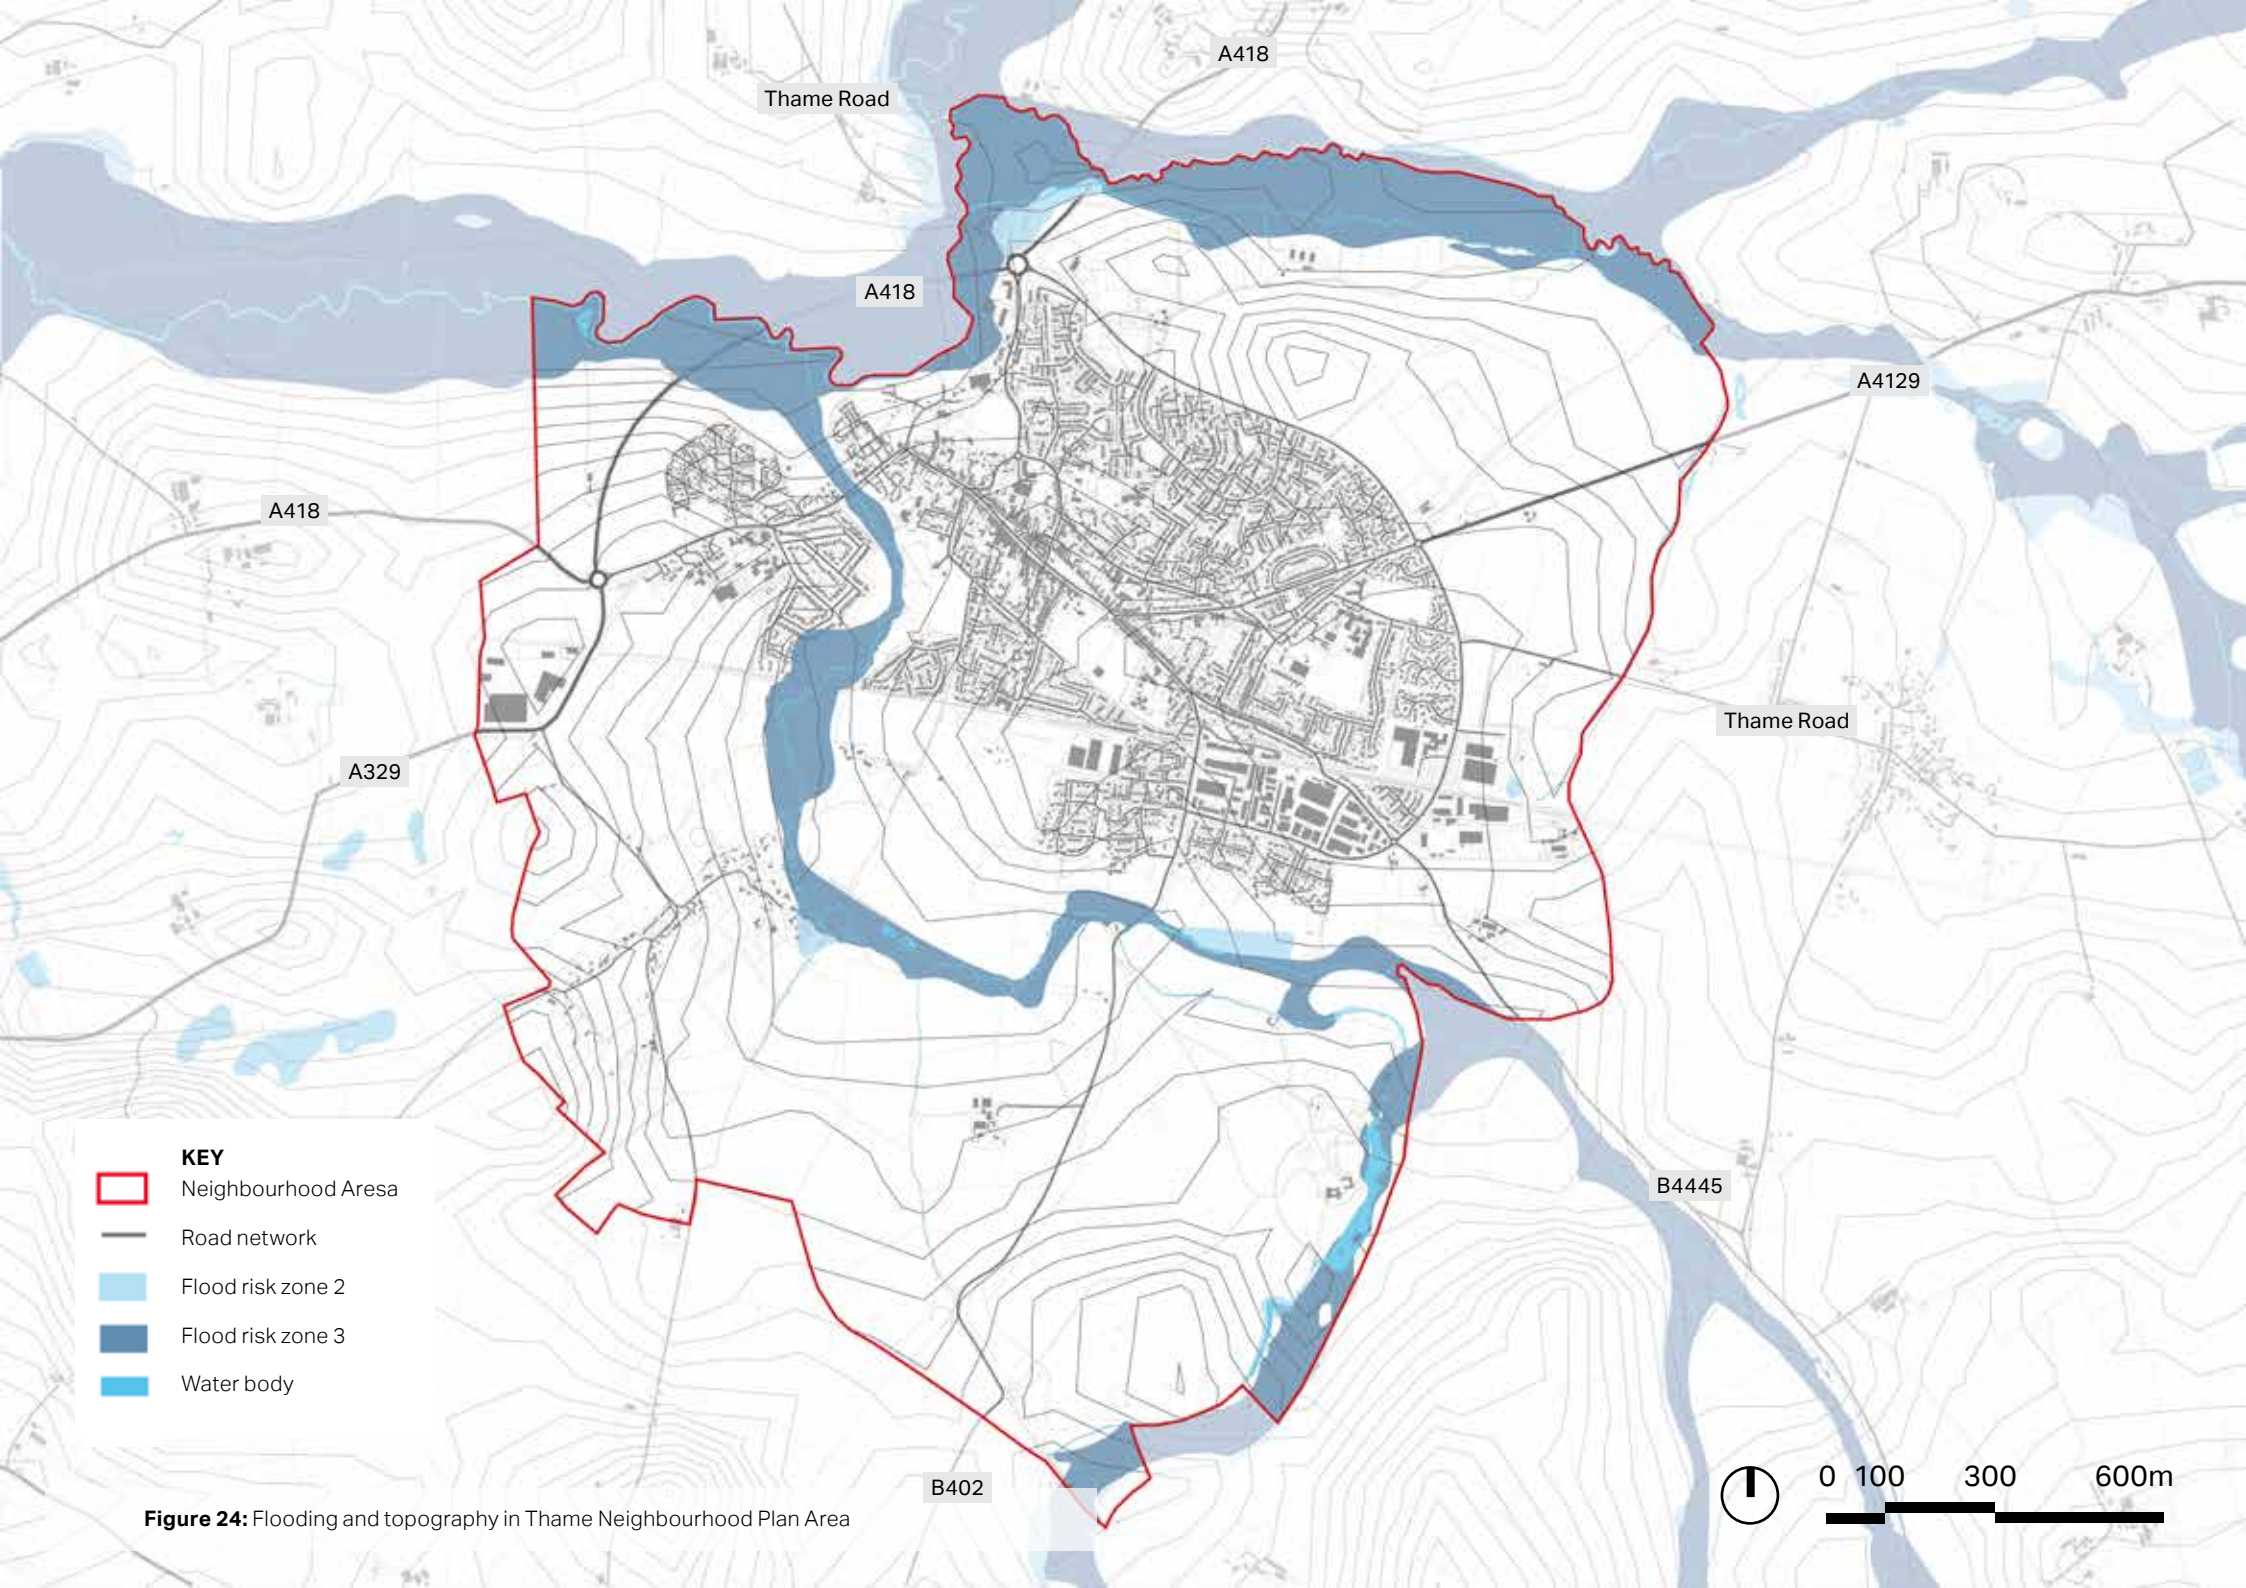 A418
Thame Road
A418
A4129
A418
Thame Road
A329
B4445
B402
KEY
Neighbourhood Aresa
Road network
Flood risk zone 2
Flood risk zone 3
Water body
0 100 300 600m
Figure 24: Flooding and topography in Thame Neighbourhood Plan Area